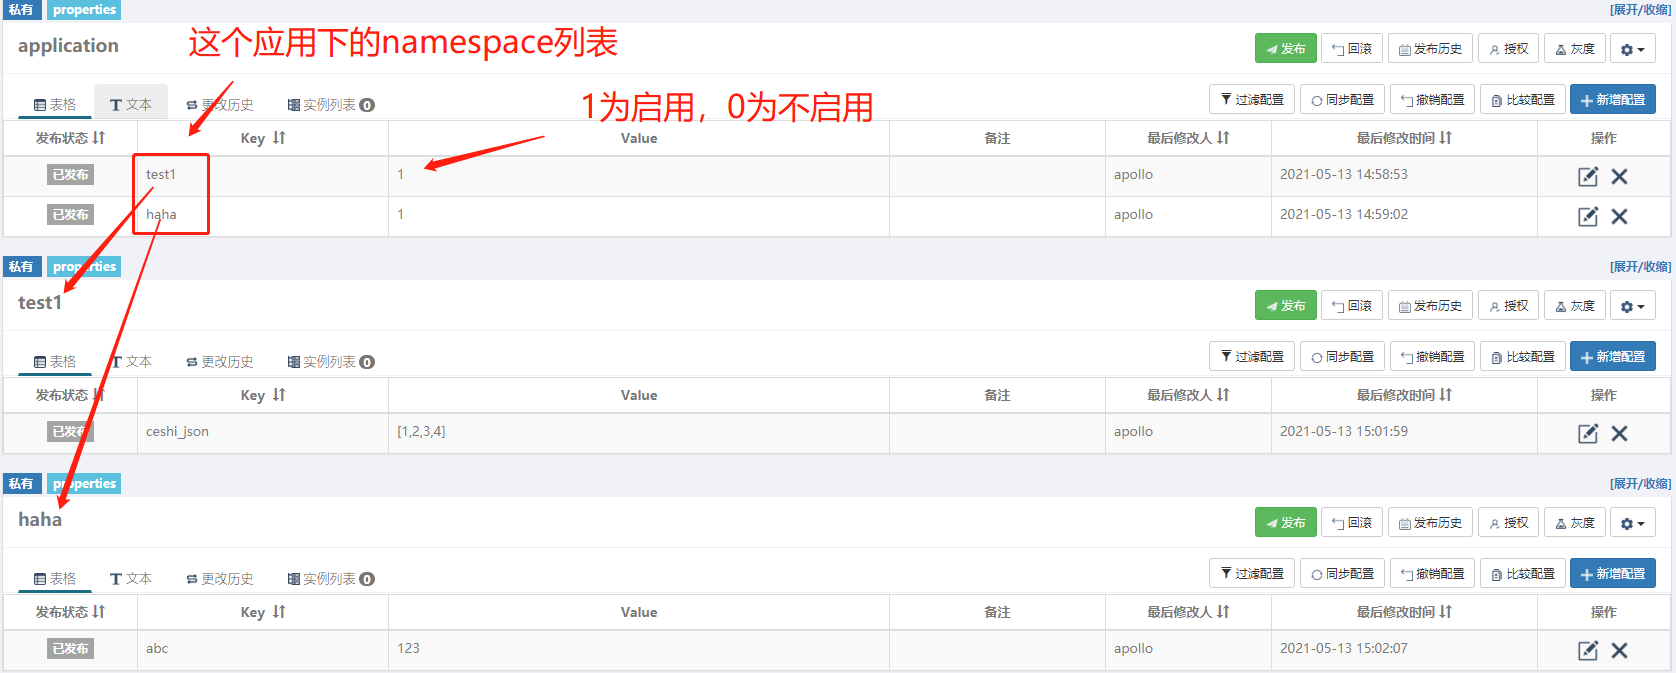 私有 properties [展开/收缩]
application 这个应用下的namespace列表 发布 回滚 发布历史 授权 灰度
表格 文本 更改历史 实例列表 0 1为启用，0为不启用 过滤配置 同步配置 撤销配置 比较配置 新增配置
发布状态 Key Value 备注 最后修改人 最后修改时间 操作
已发布 test1 1 apollo 2021-05-13 14:58:53
已发布 haha 1 apollo 2021-05-13 14:59:02
私有 properties [展开/收缩]
test1 发布 回滚 发布历史 授权 灰度
表格 文本 更改历史 实例列表 0 过滤配置 同步配置 撤销配置 比较配置 新增配置
发布状态 Key Value 备注 最后修改人 最后修改时间 操作
已发布 ceshi_json [1,2,3,4] apollo 2021-05-13 15:01:59
私有 properties [展开/收缩]
haha 发布 回滚 发布历史 授权 灰度
表格 文本 更改历史 实例列表 0 过滤配置 同步配置 撤销配置 比较配置 新增配置
发布状态 Key Value 备注 最后修改人 最后修改时间 操作
已发布 abc 123 apollo 2021-05-13 15:02:07